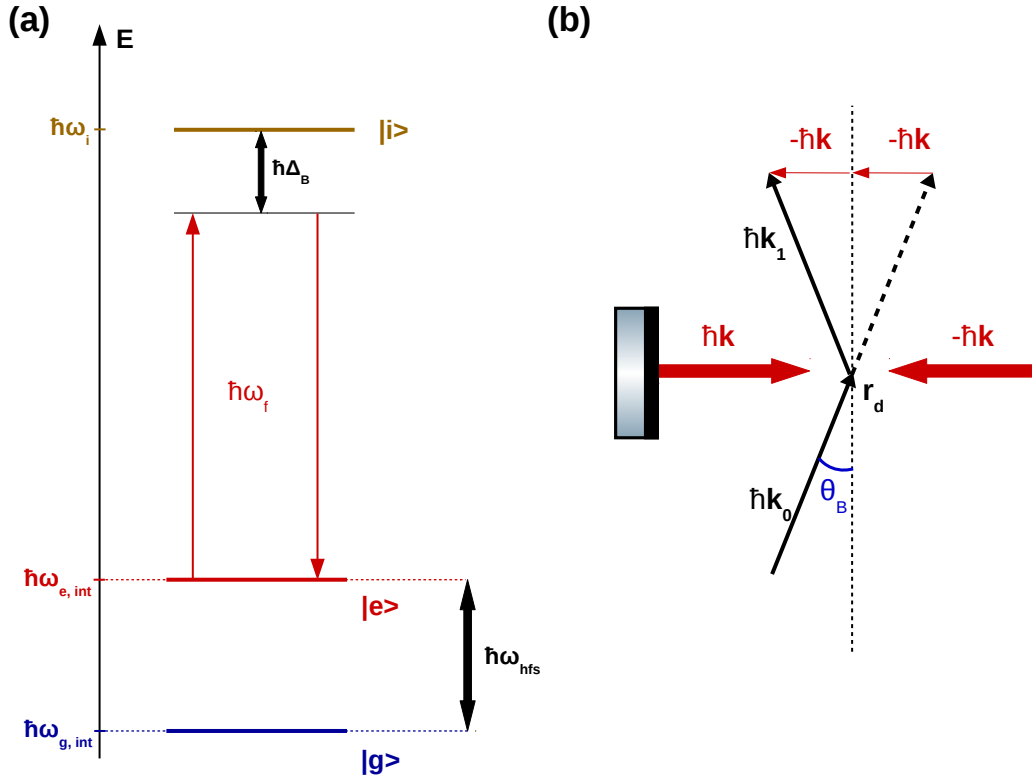 (a)
E
ħω_i
|i>
ħΔ_B
ħω_f
ħω_e, int
|e>
ħω_hfs
ħω_g, int
|g>
(b)
-ħk -ħk
ħk_1
ħk -ħk
r_d
θ_B
ħk_0